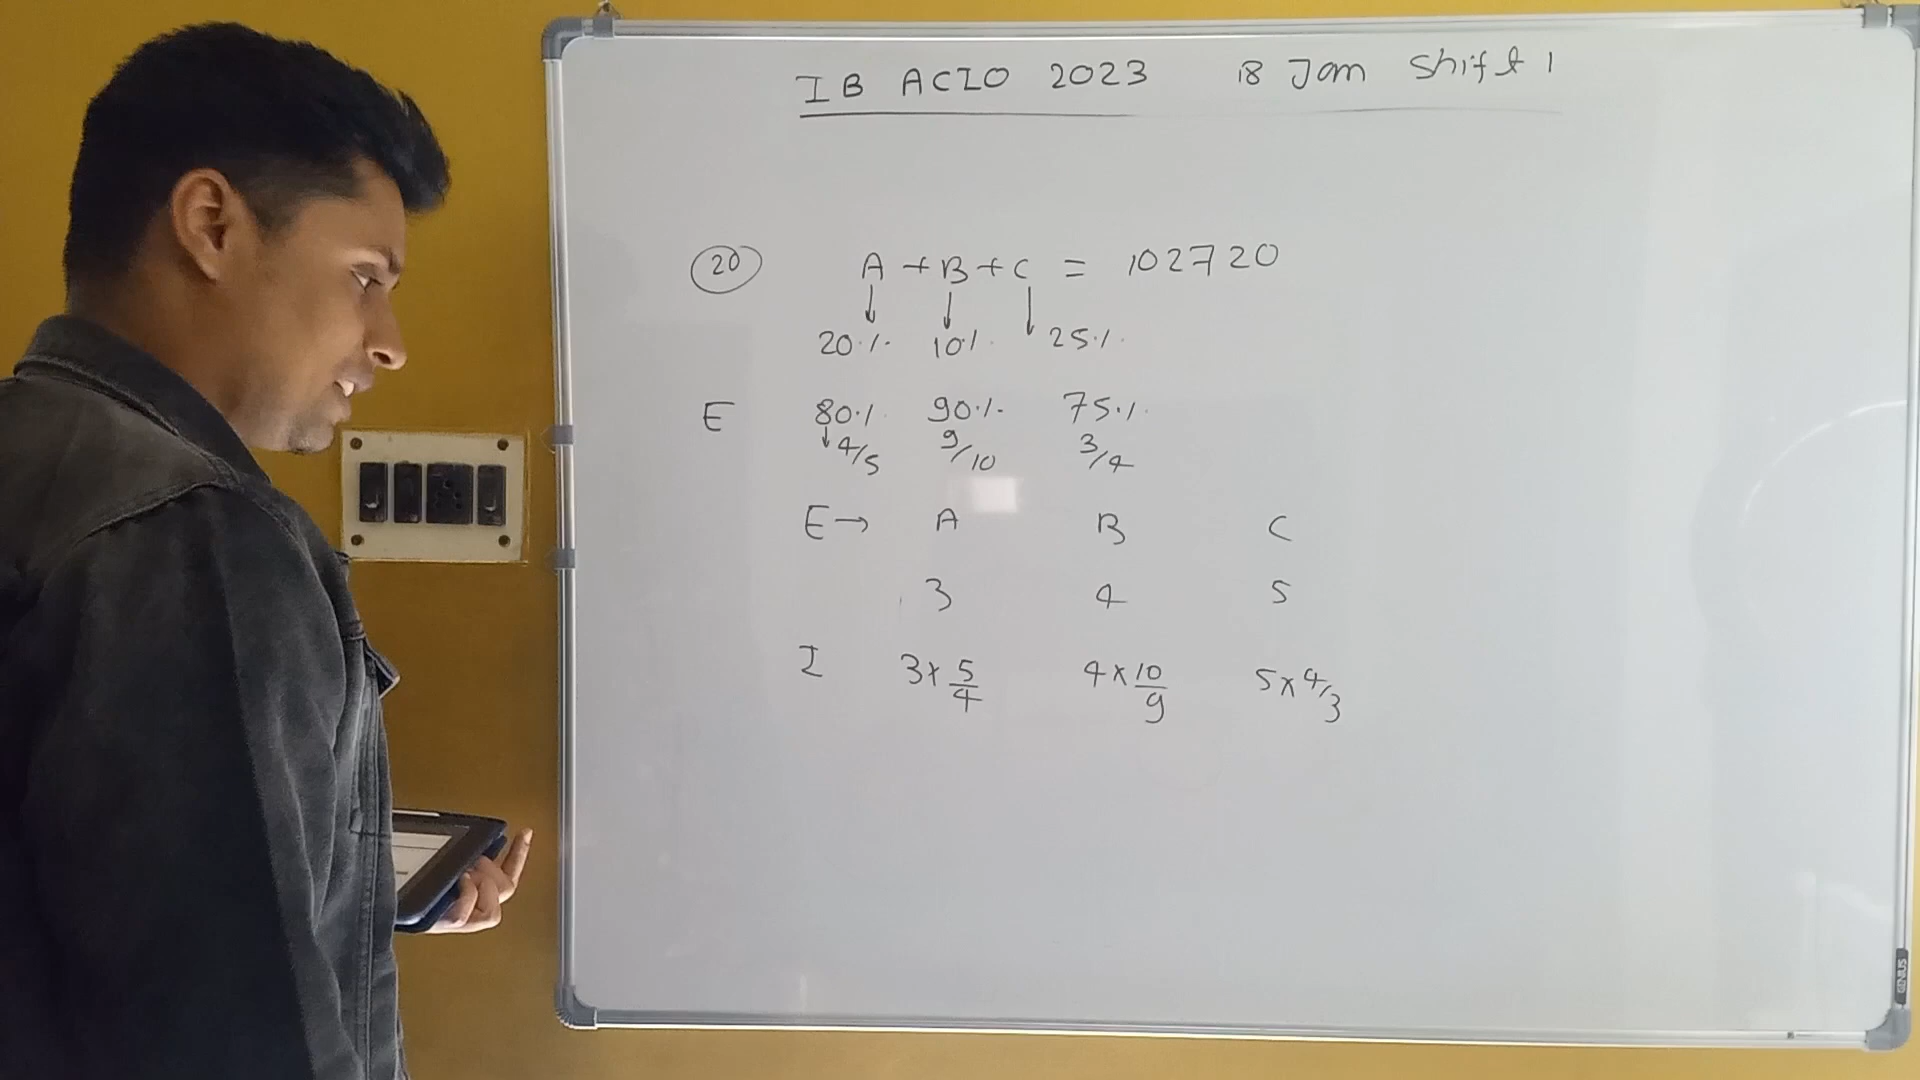 IB ACIO 2023 18 Jan Shift 1
20 A + B + C = 102720
20% 10% 25%
E 80% 90% 75%
4/5 9/10 3/4
E→ A B C
3 4 5
I 3×5/4 4×10/9 5×4/3
GENIUS